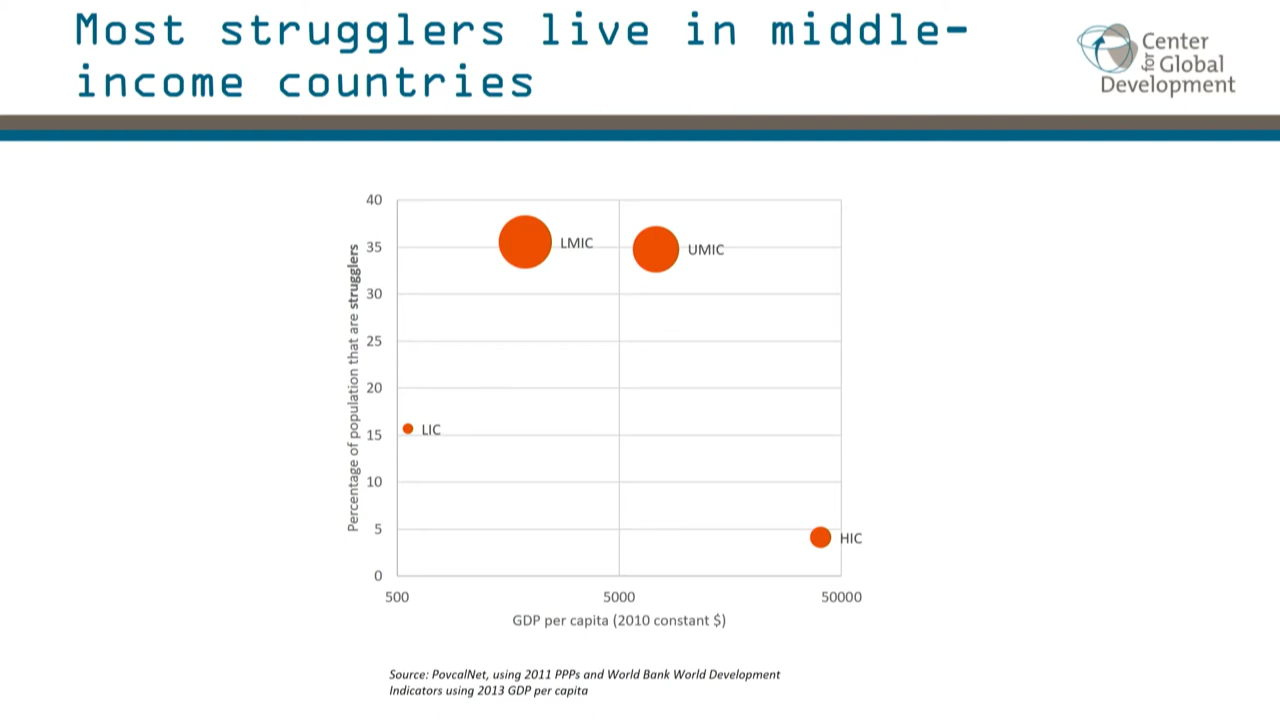 Most strugglers live in middle-
income countries
Center
for Global
Development
40
35
30
25
20
15
10
5
0
Percentage of population that are strugglers
LMIC
UMIC
LIC
HIC
500
5000
50000
GDP per capita (2010 constant $)
Source: PovcalNet, using 2011 PPPs and World Bank World Development
Indicators using 2013 GDP per capita